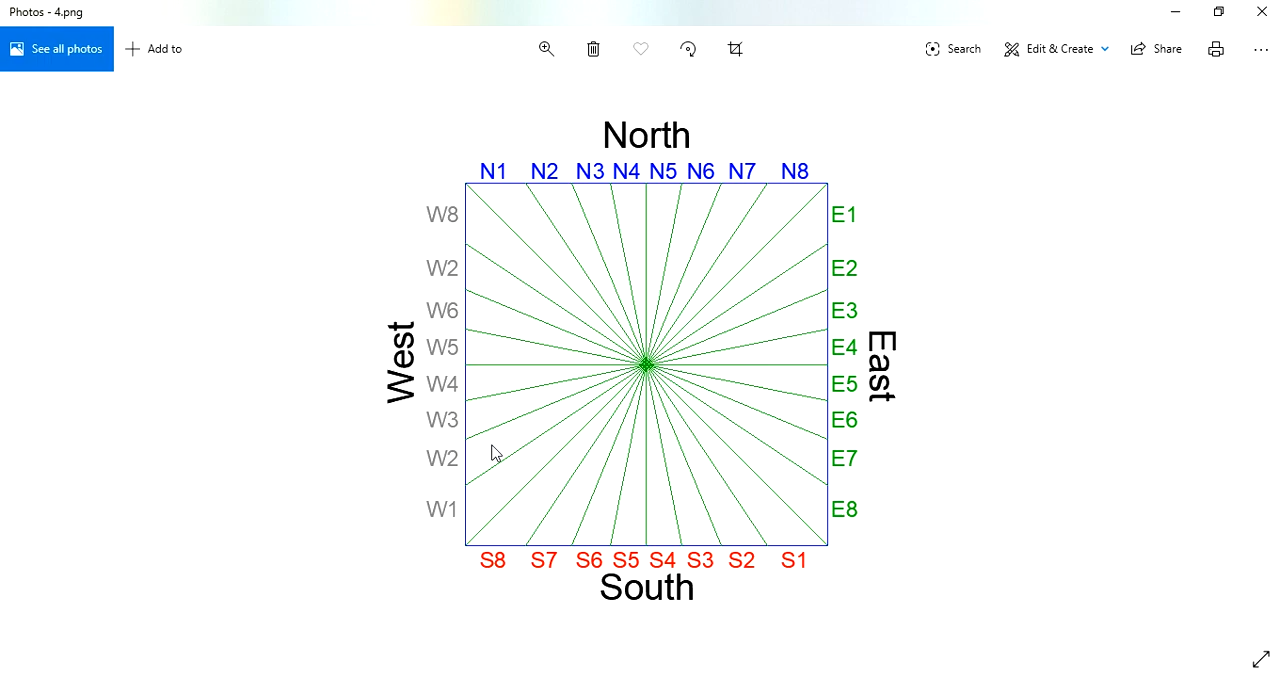 Photos - 4.png
See all photos
Add to
Search
Edit & Create
Share
North
N1 N2 N3 N4 N5 N6 N7 N8
W8 E1
W2 E2
W6 E3
W5 E4
West
East
W4 E5
W3 E6
W2 E7
W1 E8
S8 S7 S6 S5 S4 S3 S2 S1
South